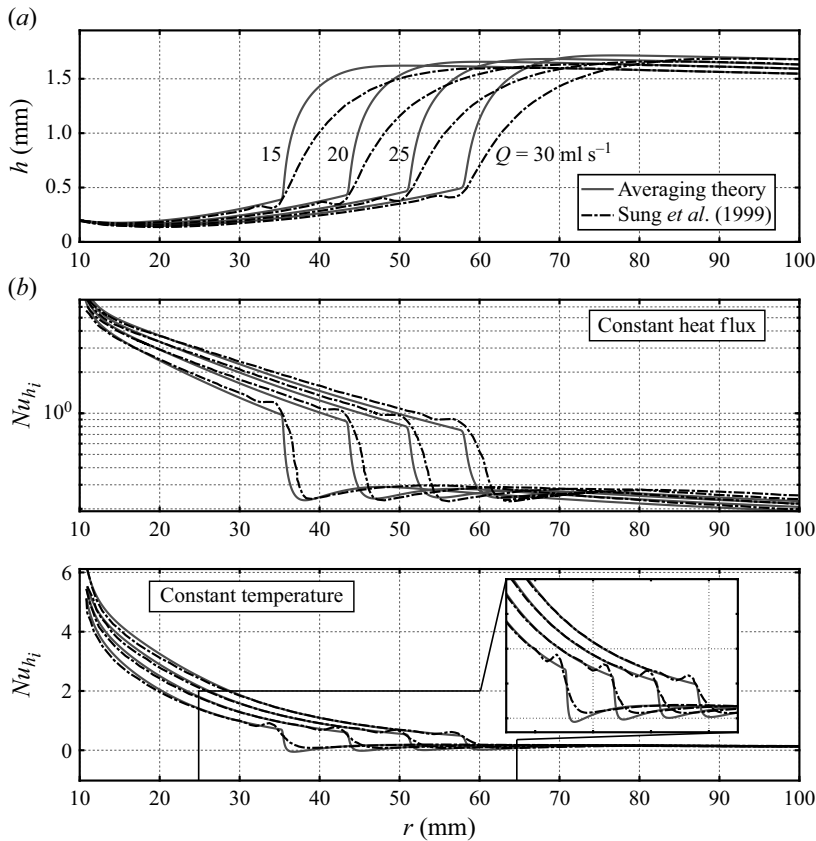 (a)
1.5
1.0
0.5
0
h (mm)
15
20
25
Q = 30 ml s⁻¹
Averaging theory
Sung et al. (1999)
10 20 30 40 50 60 70 80 90 100
(b)
Constant heat flux
10⁰
Nu_{h_i}
10 20 30 40 50 60 70 80 90 100
6
4
2
0
Nu_{h_i}
Constant temperature
10 20 30 40 50 60 70 80 90 100
r (mm)